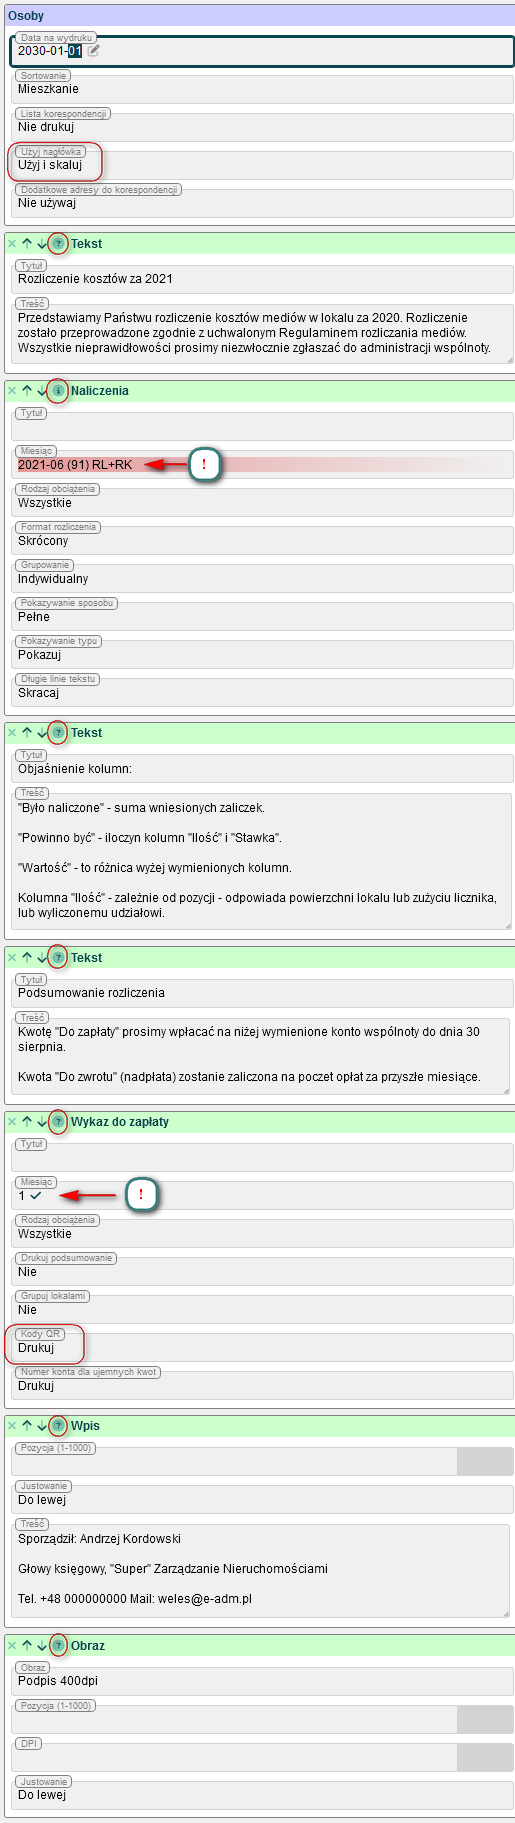 Osoby
Data na wydruku
2030-01-01
Sortowanie
Mieszkanie
Lista korespondencji
Nie drukuj
Użyj nagłówka
Użyj i skaluj
Dodatkowe adresy do korespondencji
Nie używaj
? Tekst
Tytuł
Rozliczenie kosztów za 2021
Treść
Przedstawiamy Państwu rozliczenie kosztów mediów w lokalu za 2020. Rozliczenie
zostało przeprowadzone zgodnie z uchwalonym Regulaminem rozliczania mediów.
Wszystkie nieprawidłowości prosimy niezwłocznie zgłaszać do administracji wspólnoty.
i Naliczenia
Tytuł
Miesiąc
2021-06 (91) RL+RK
!
Rodzaj obciążenia
Wszystkie
Format rozliczenia
Skrócony
Grupowanie
Indywidualny
Pokazywanie sposobu
Pełne
Pokazywanie typu
Pokazuj
Długie linie tekstu
Skracaj
? Tekst
Tytuł
Objaśnienie kolumn:
Treść
"Było naliczone" - suma wniesionych zaliczek.
"Powinno być" - iloczyn kolumn "Ilość" i "Stawka".
"Wartość" - to różnica wyżej wymienionych kolumn.
Kolumna "Ilość" - zależnie od pozycji - odpowiada powierzchni lokalu lub zużyciu licznika,
lub wyliczonemu udziałowi.
? Tekst
Tytuł
Podsumowanie rozliczenia
Treść
Kwotę "Do zapłaty" prosimy wpłacać na niżej wymienione konto wspólnoty do dnia 30
sierpnia.
Kwota "Do zwrotu" (nadpłata) zostanie zaliczona na poczet opłat za przyszłe miesiące.
? Wykaz do zapłaty
Tytuł
Miesiąc
1
!
Rodzaj obciążenia
Wszystkie
Drukuj podsumowanie
Nie
Grupuj lokalami
Nie
Kody QR
Drukuj
Numer konta dla ujemnych kwot
Drukuj
? Wpis
Pozycja (1-1000)
Justowanie
Do lewej
Treść
Sporządził: Andrzej Kordowski
Głowy księgowy, "Super" Zarządzanie Nieruchomościami
Tel. +48 000000000 Mail: weles@e-adm.pl
? Obraz
Obraz
Podpis 400dpi
Pozycja (1-1000)
DPI
Justowanie
Do lewej